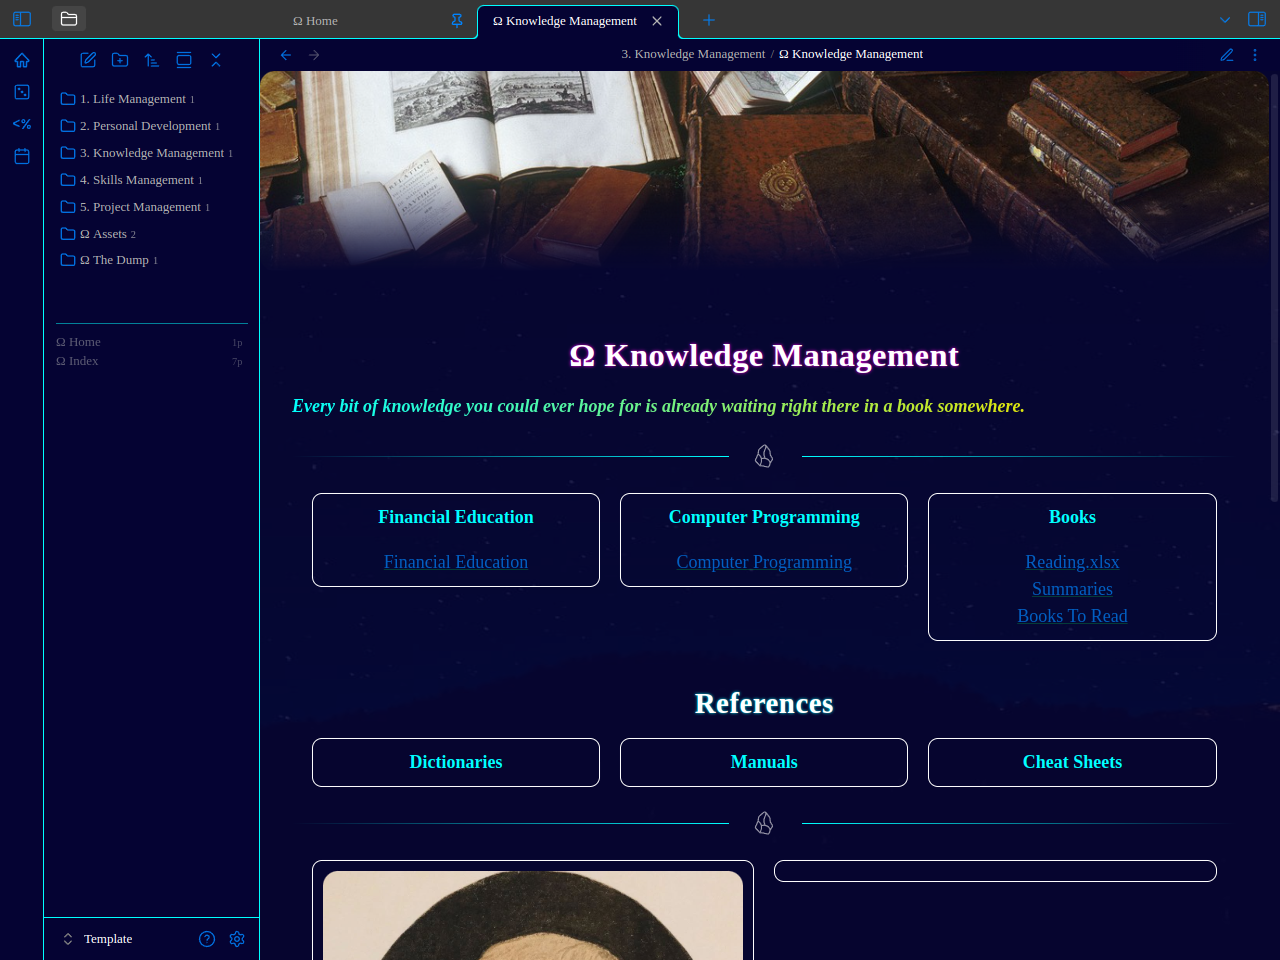 Ω Home
Ω Knowledge Management
3. Knowledge Management / Ω Knowledge Management
<%
1. Life Management 1
2. Personal Development 1
3. Knowledge Management 1
4. Skills Management 1
5. Project Management 1
Ω Assets 2
Ω The Dump 1
Ω Home 1p
Ω Index 7p
Template
RELATION
DAUPHINE
Ω Knowledge Management
Every bit of knowledge you could ever hope for is already waiting right there in a book somewhere.
Financial Education
Financial Education
Computer Programming
Computer Programming
Books
Reading.xlsx
Summaries
Books To Read
References
Dictionaries
Manuals
Cheat Sheets